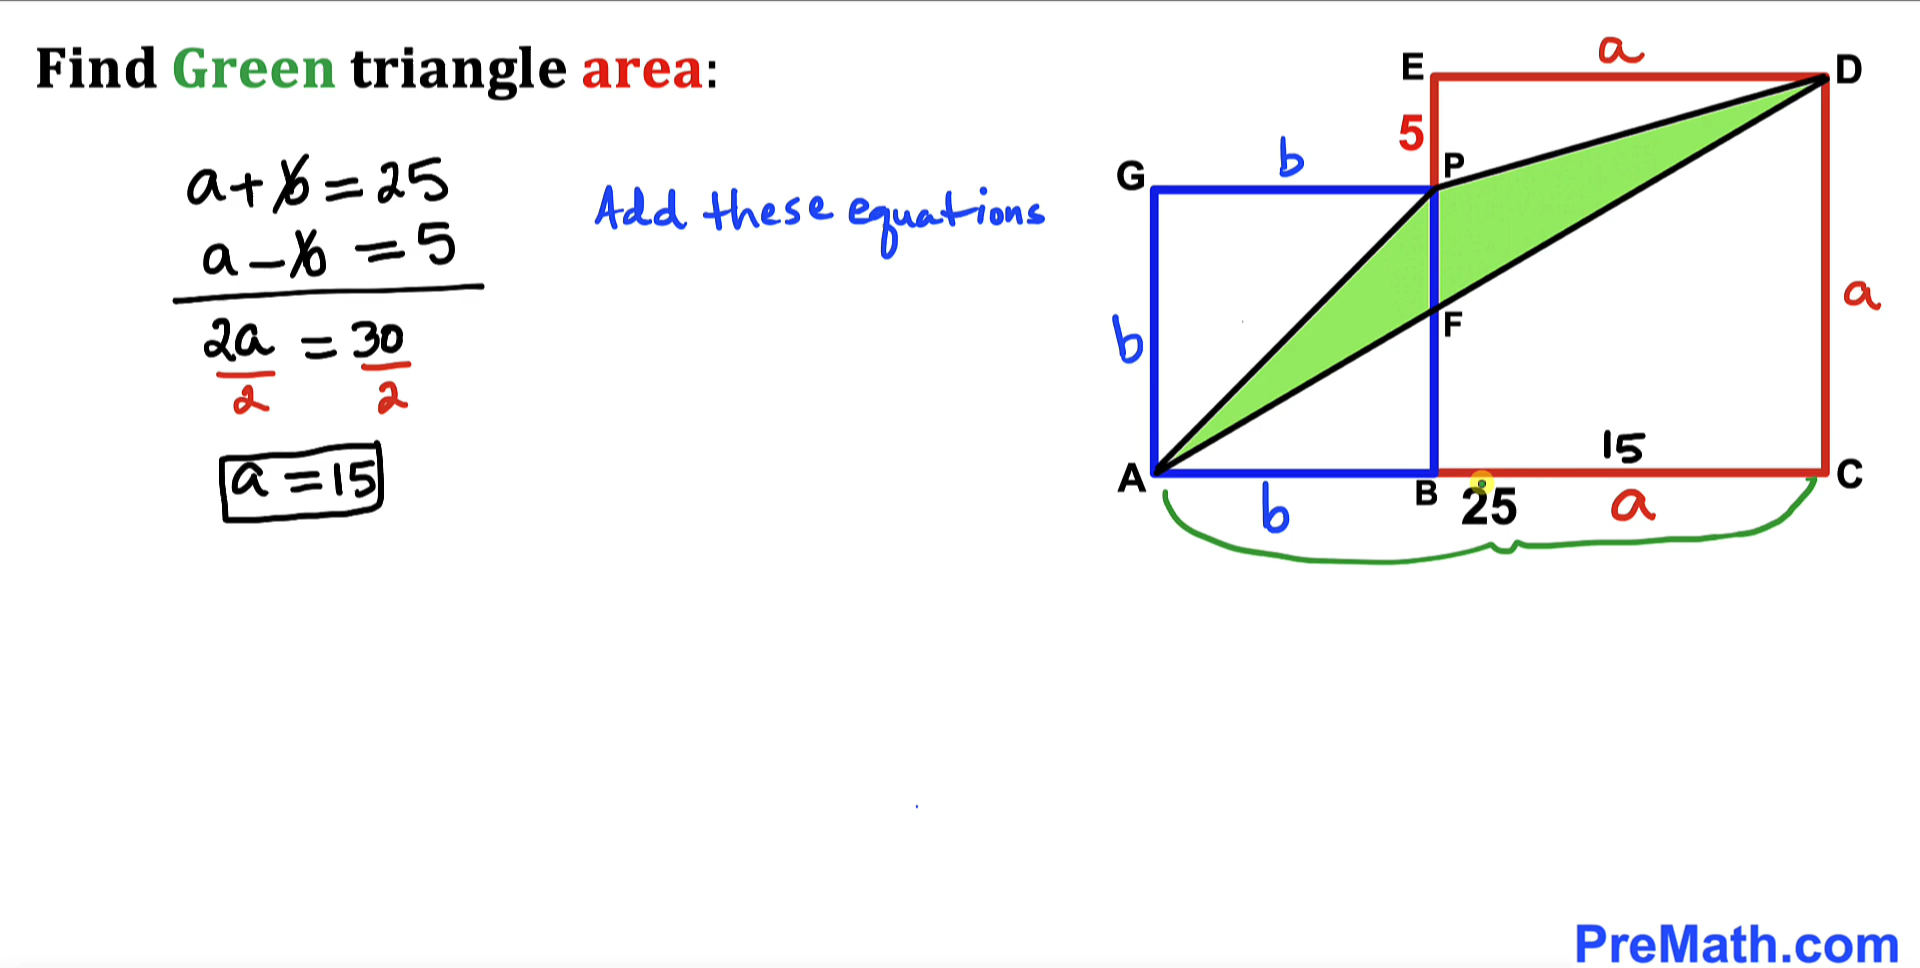 Find Green triangle area:
a + b = 25
a - b = 5
2a = 30
2 2
a = 15
Add these equations
a
E
D
5
b
P
G
a
b
F
15
A
B
C
b
25
a
PreMath.com